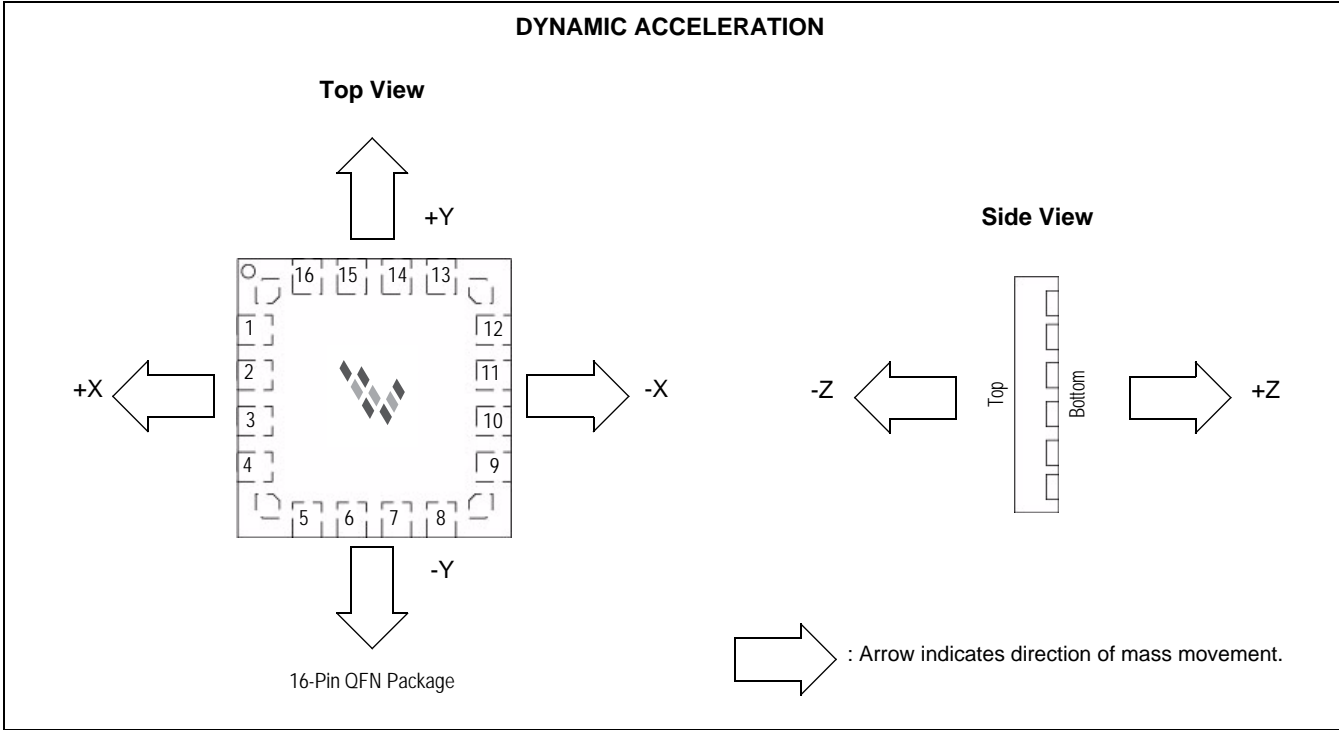 DYNAMIC ACCELERATION
Top View
+Y
16 15 14 13
1
2
3
4
12
11
10
9
5 6 7 8
+X
-X
-Y
16-Pin QFN Package
Side View
-Z
Top
Bottom
+Z
: Arrow indicates direction of mass movement.